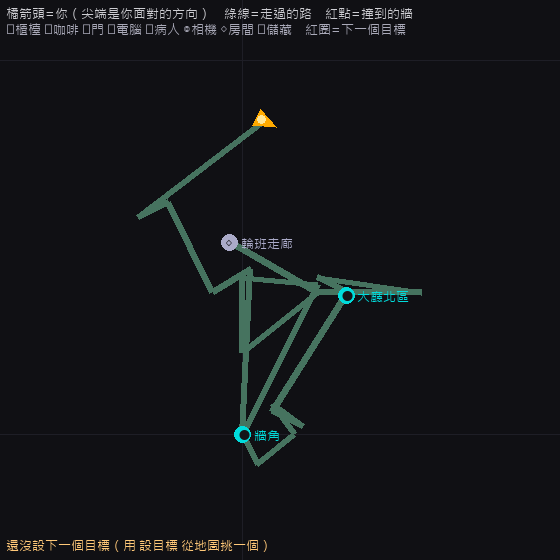 橘箭頭=你（尖端是你面對的方向） 綠線=走過的路 紅點=撞到的牆
▯櫃檯 ▯咖啡 ▯門 ▯電腦 ▯病人 ⌾相機 ◇房間 ▯儲藏 紅圈=下一個目標
輪班走廊
大廳北區
牆角
還沒設下一個目標（用 設目標 從地圖挑一個）